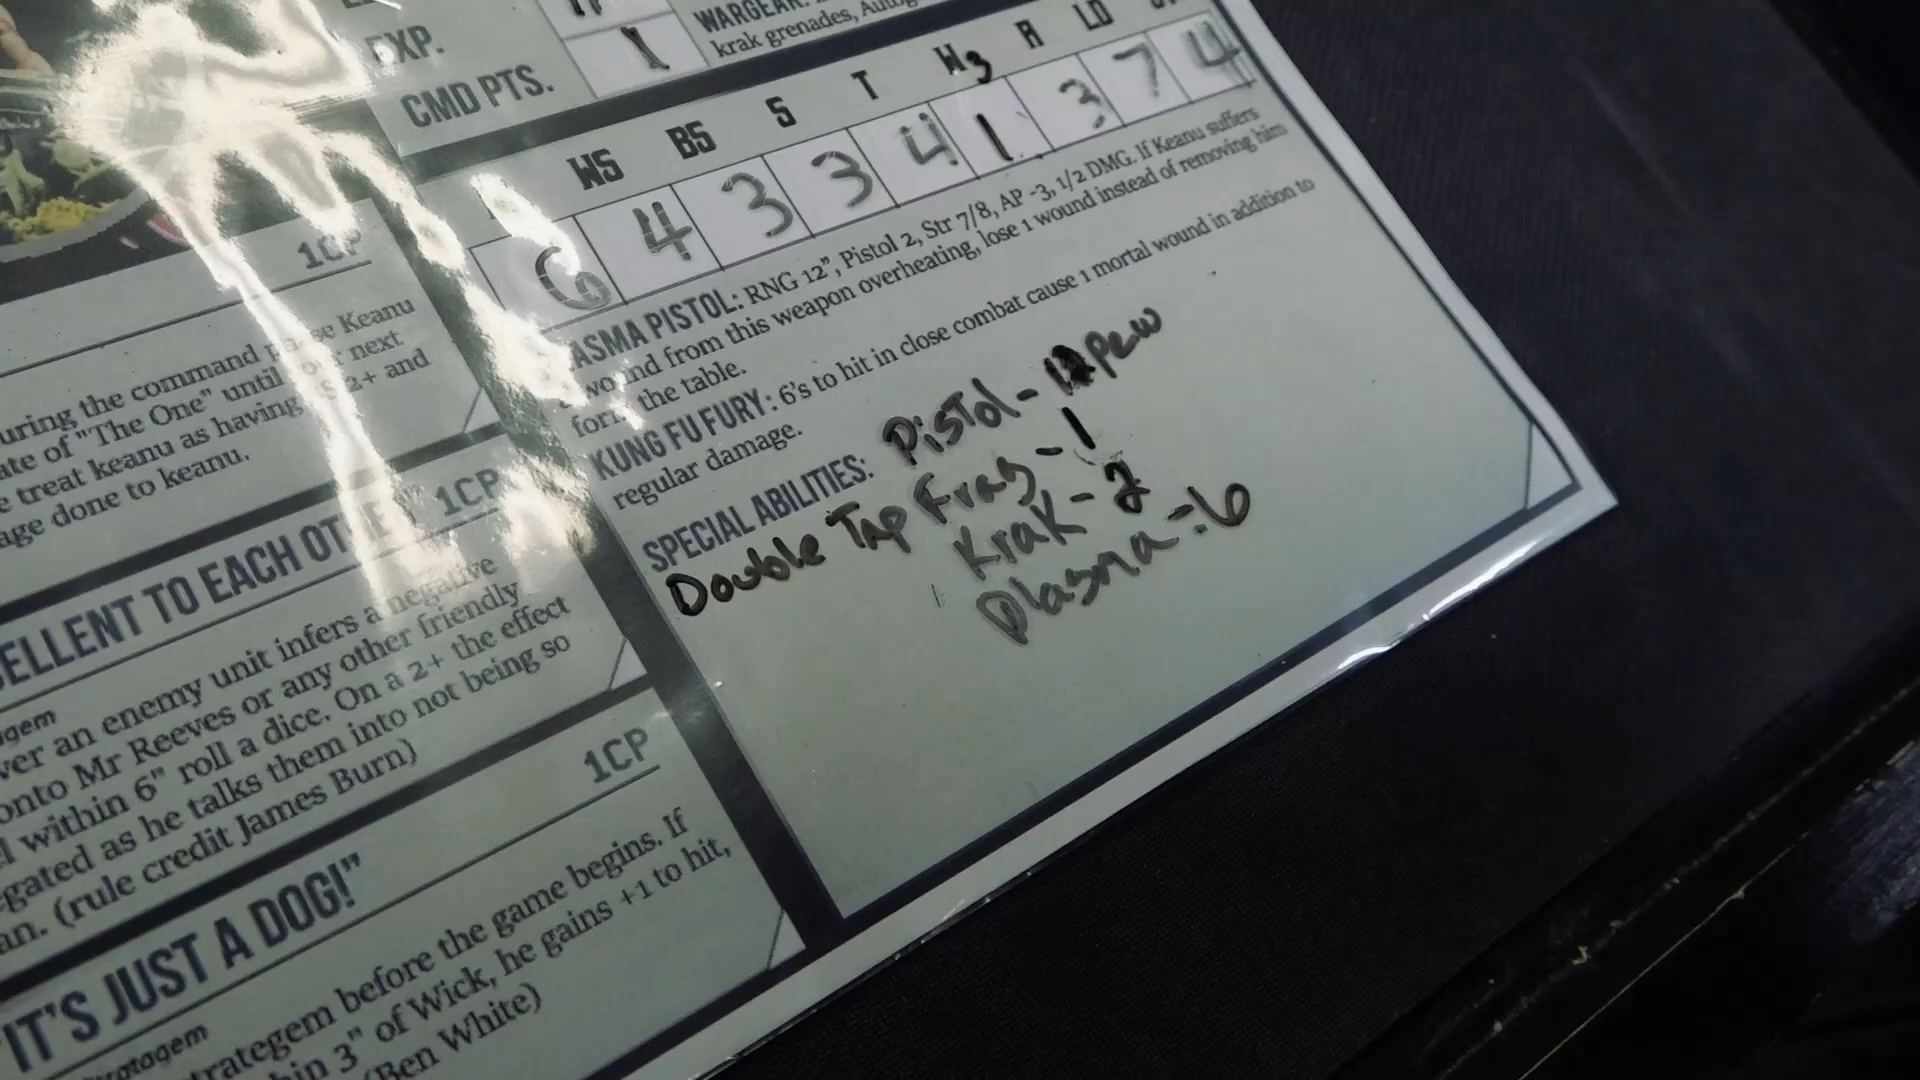 EXP.
CMD PTS.
1
WARGEAR:
krak grenades,
WS BS S T W A LD
3
6 4 3 3 4 1 3 7 4
PLASMA PISTOL: RNG 12", Pistol 2, Str 7/8, AP -3, 1/2 DMG. If Keanu suffers
a wound from this weapon overheating, lose 1 wound instead of removing him
form the table.
KUNG FU FURY: 6's to hit in close combat cause 1 mortal wound in addition to
regular damage.
SPECIAL ABILITIES: Pistol - pew
Double Tap Frag - 1
Krak - 2
Plasma - 6
1CP
uring the command Keanu
ate of "The One" until next
e treat keanu as having 2+ and
age done to keanu.
ELLENT TO EACH OTHER 1CP
agem
ver an enemy unit infers a negative
onto Mr Reeves or any other friendly
l within 6" roll a dice. On a 2+ the effect
egated as he talks them into not being so
an. (rule credit James Burn)
1CP
"IT'S JUST A DOG!"
ratagem
trategem before the game begins. If
hin 3" of Wick, he gains +1 to hit,
(Ben White)